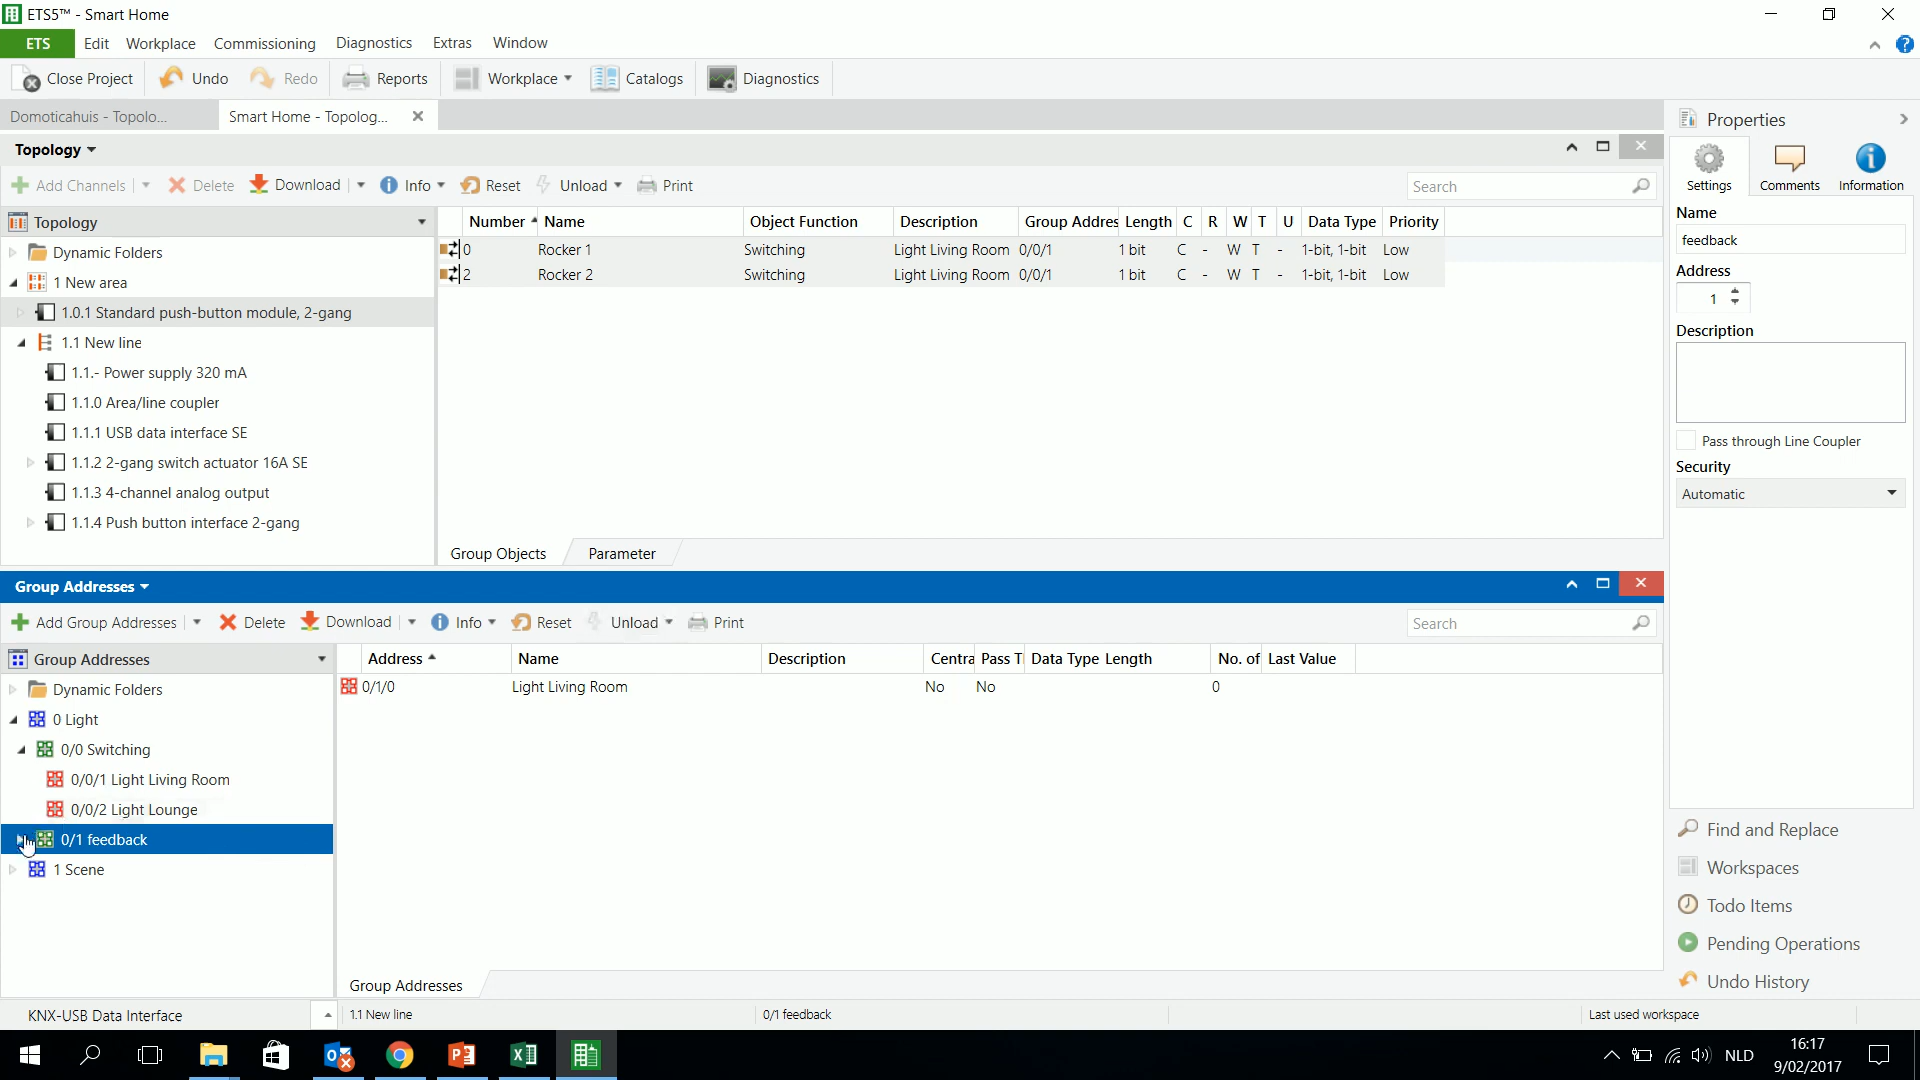 ETS5™ - Smart Home
ETS Edit Workplace Commissioning Diagnostics Extras Window
Close Project Undo Redo Reports Workplace Catalogs Diagnostics
Domoticahuis - Topolo... Smart Home - Topolog...
Topology
Add Channels Delete Download Info Reset Unload Print Search
Topology
Dynamic Folders
1 New area
1.0.1 Standard push-button module, 2-gang
1.1 New line
1.1.- Power supply 320 mA
1.1.0 Area/line coupler
1.1.1 USB data interface SE
1.1.2 2-gang switch actuator 16A SE
1.1.3 4-channel analog output
1.1.4 Push button interface 2-gang
Number Name Object Function Description Group Addres Length C R W T U Data Type Priority
0 Rocker 1 Switching Light Living Room 0/0/1 1 bit C - W T - 1-bit, 1-bit Low
2 Rocker 2 Switching Light Living Room 0/0/1 1 bit C - W T - 1-bit, 1-bit Low
Group Objects Parameter
Group Addresses
Add Group Addresses Delete Download Info Reset Unload Print Search
Group Addresses
Dynamic Folders
0 Light
0/0 Switching
0/0/1 Light Living Room
0/0/2 Light Lounge
0/1 feedback
1 Scene
Address Name Description Centra Pass T Data Type Length No. of Last Value
0/1/0 Light Living Room No No 0
Group Addresses
Properties
Settings Comments Information
Name
feedback
Address
1
Description
Pass through Line Coupler
Security
Automatic
Find and Replace
Workspaces
Todo Items
Pending Operations
Undo History
KNX-USB Data Interface 1.1 New line 0/1 feedback Last used workspace
NLD
16:17
9/02/2017